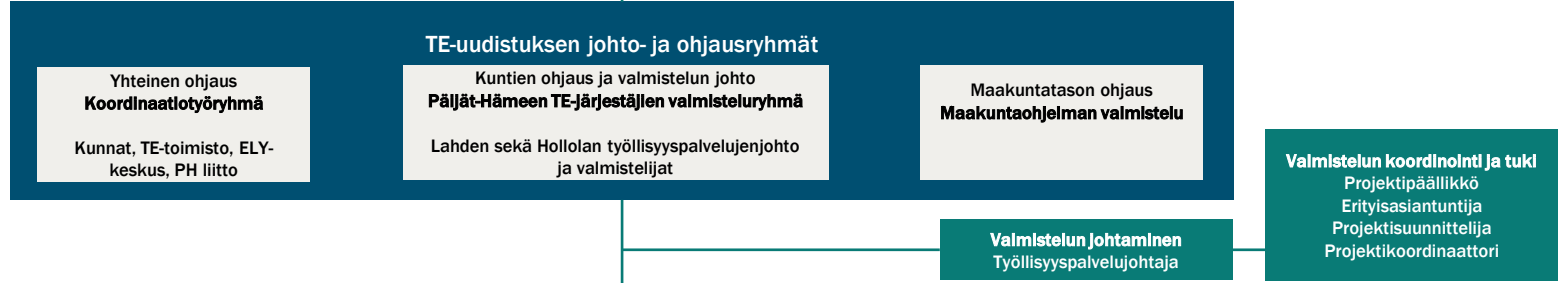 TE-uudistuksen johto- ja ohjausryhmät
Yhteinen ohjaus
Koordinaatiotyöryhmä
Kunnat, TE-toimisto, ELY-
keskus, PH liitto
Kuntien ohjaus ja valmistelun johto
Päijät-Hämeen TE-järjestäjien valmisteluryhmä
Lahden sekä Hollolan työllisyyspalvelujenjohto
ja valmistelijat
Maakuntatason ohjaus
Maakuntaohjelman valmistelu
Valmistelun koordinointi ja tuki
Projektipäällikkö
Erityisasiantuntija
Projektisuunnittelija
Projektikoordinaattori
Valmistelun johtaminen
Työllisyyspalvelujohtaja